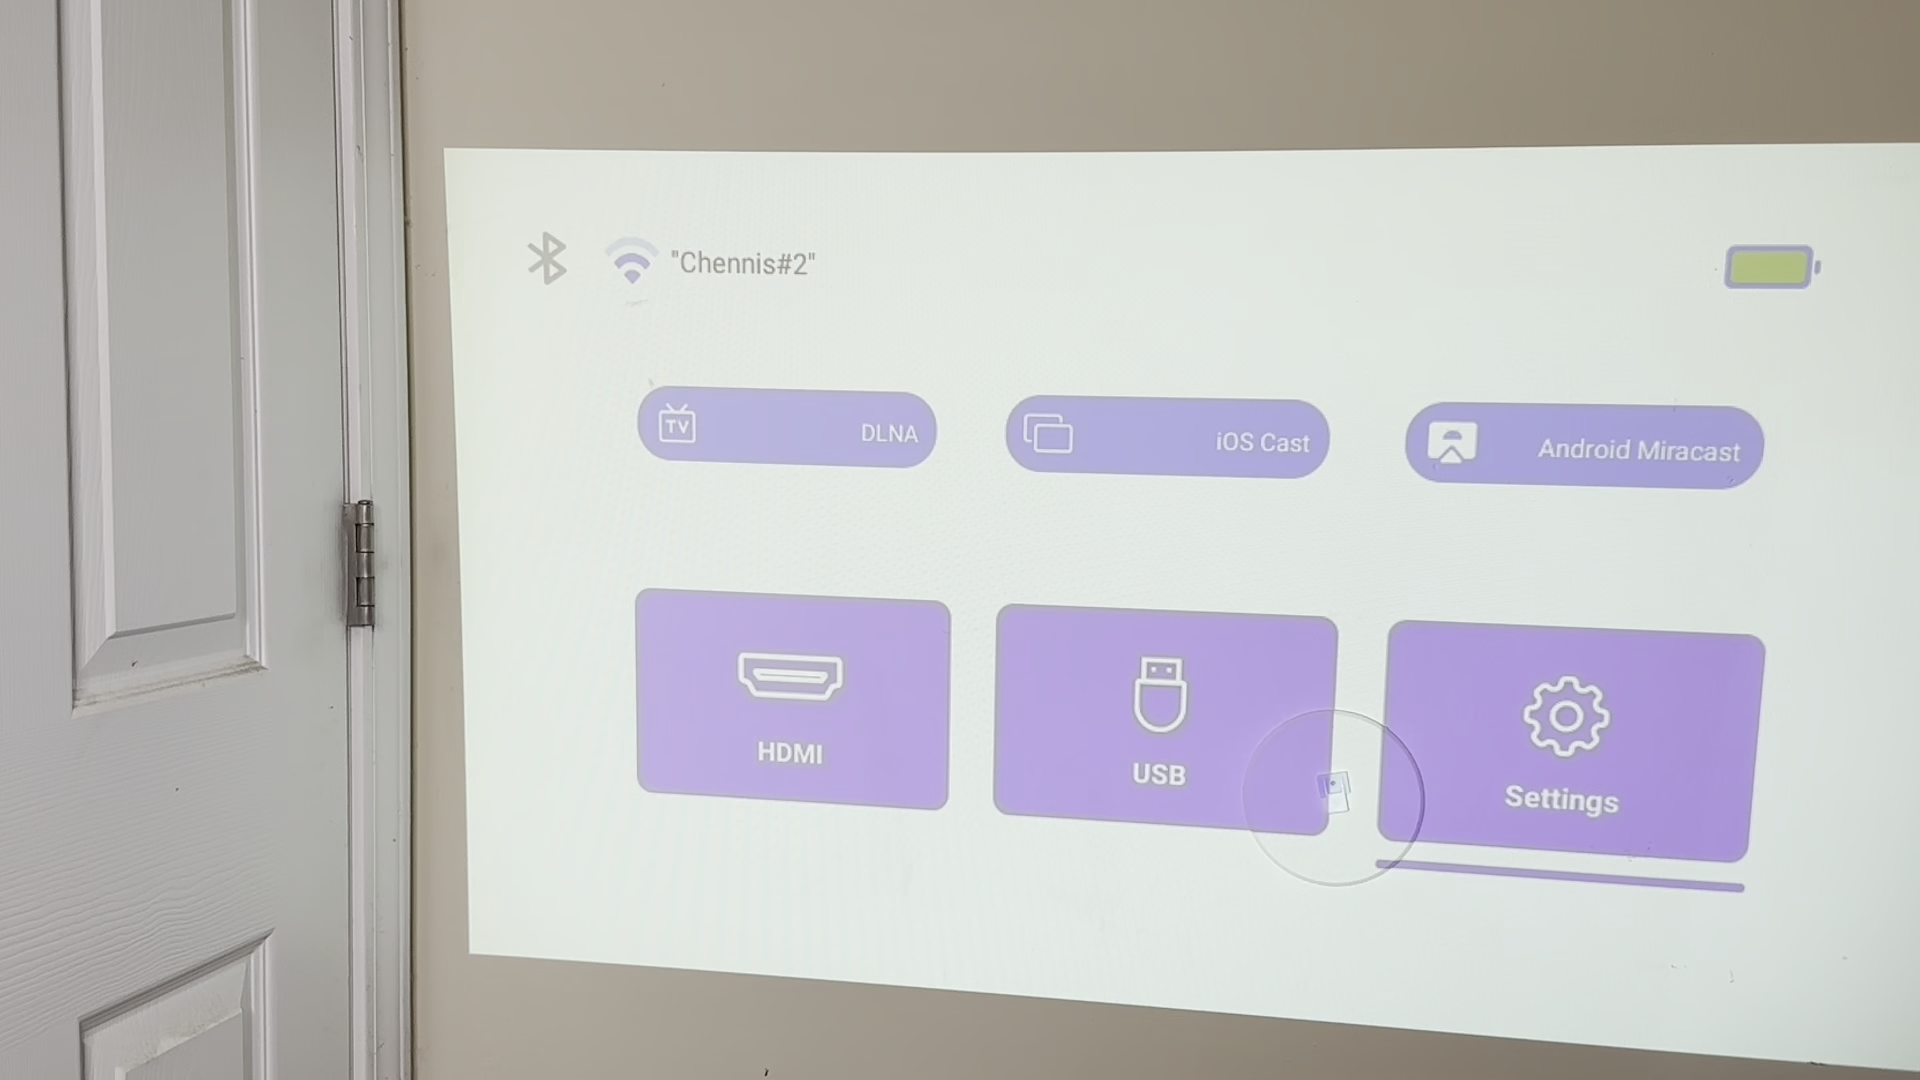 "Chennis#2"
TV DLNA
iOS Cast
Android Miracast
HDMI
USB
Settings